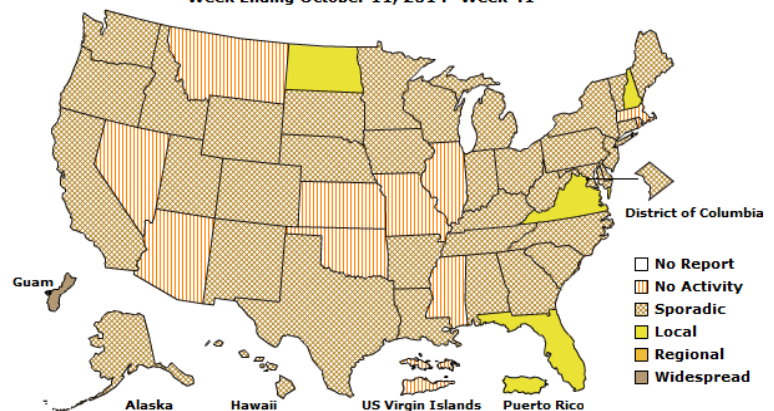 District of Columbia
No Report
No Activity
Guam
Sporadic
Local
Regional
Widespread
Alaska
Hawaii
US Virgin Islands
Puerto Rico